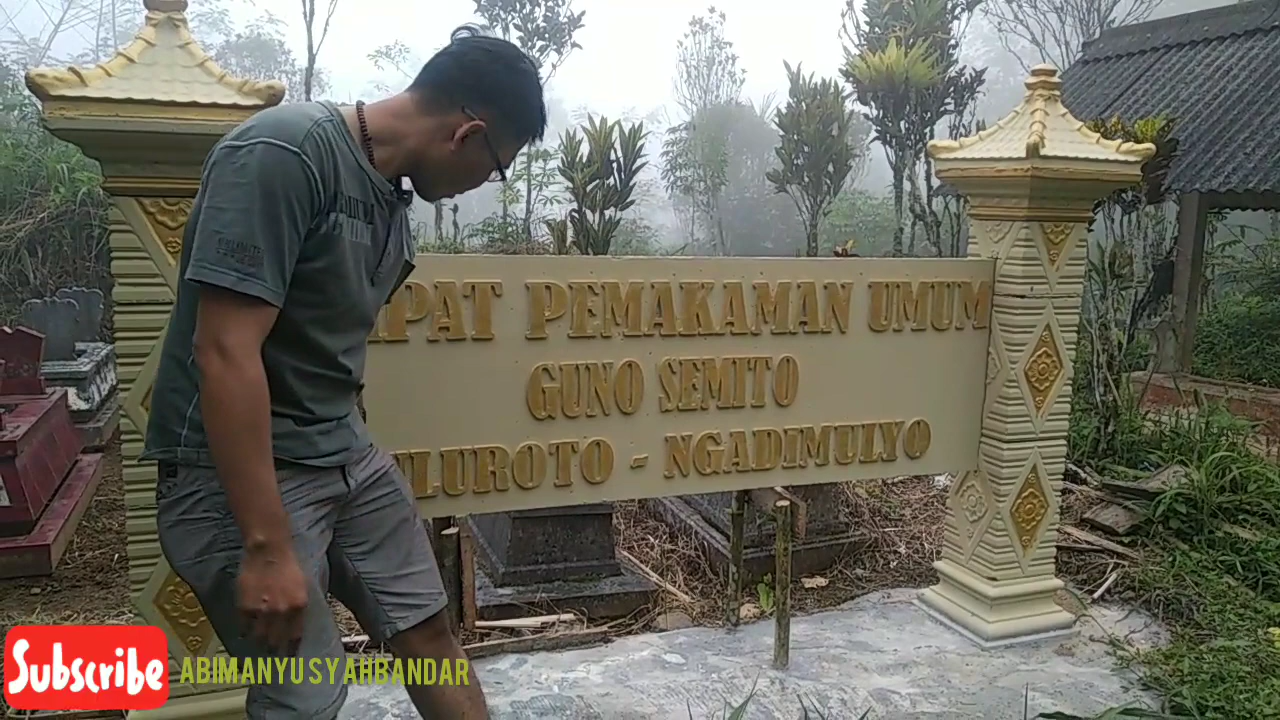 PAT PEMAKAMAN UMUM
GUNO SEMITO
LUROTO - NGADIMULYO
Subscribe
ABIMANYU SYAHBANDAR